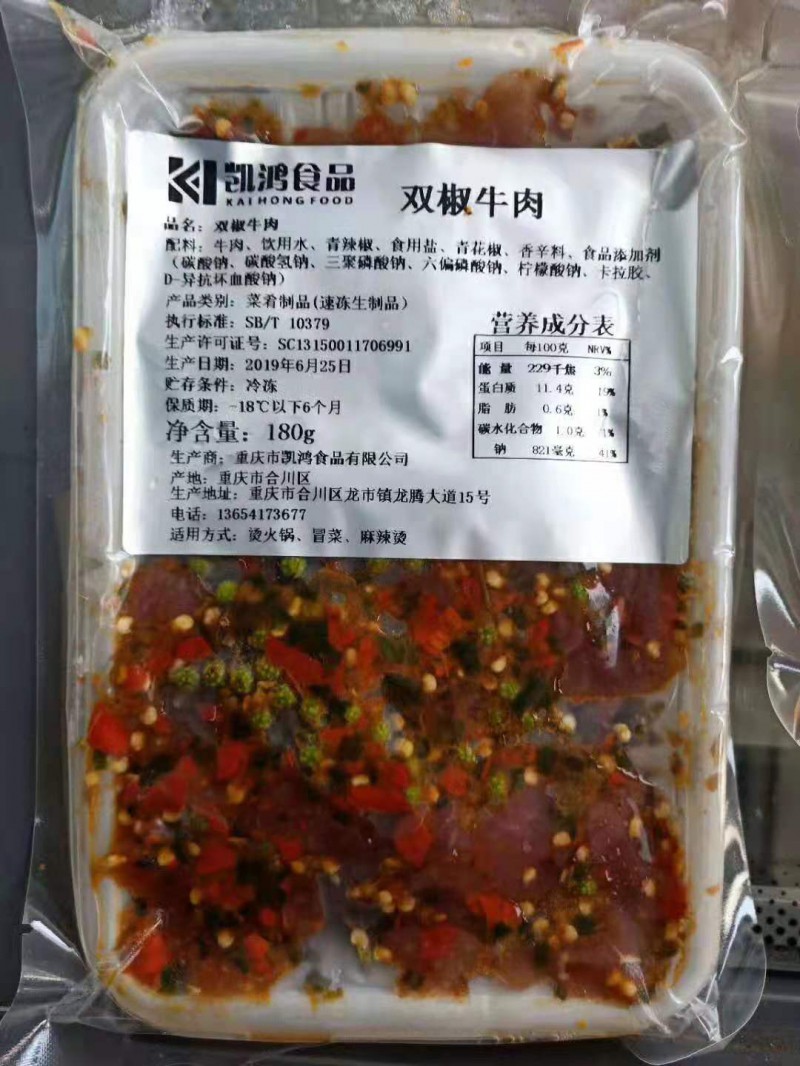 凯鸿食品
KAIHONG FOOD
双椒牛肉
品名：双椒牛肉
配料：牛肉、饮用水、青辣椒、食用盐、青花椒、香辛料、食品添加剂
（碳酸钠、碳酸氢钠、三聚磷酸钠、六偏磷酸钠、柠檬酸钠、卡拉胶、
D-异抗坏血酸钠）
产品类别：菜肴制品(速冻生制品)
执行标准：SB/T 10379
生产许可证号：SC13150011706991
生产日期：2019年6月25日
贮存条件：冷冻
保质期：-18℃以下6个月
净含量：180g
营养成分表
项目 每100克 NRV%
能 量 229千焦 3%
蛋白质 11.4克 19%
脂 肪 0.6克 1%
碳水化合物 1.0克 1%
钠 821毫克 41%
生产商：重庆市凯鸿食品有限公司
产地：重庆市合川区
生产地址：重庆市合川区龙市镇龙腾大道15号
电话：13654173677
适用方式：烫火锅、冒菜、麻辣烫